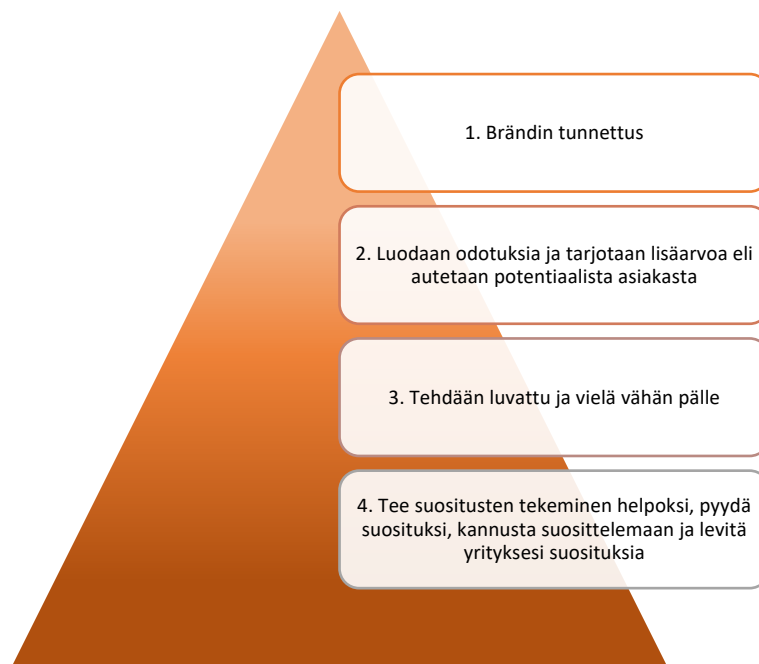 1. Brändin tunnettus
2. Luodaan odotuksia ja tarjotaan lisäarvoa eli
autetaan potentiaalista asiakasta
3. Tehdään luvattu ja vielä vähän pälle
4. Tee suositusten tekeminen helpoksi, pyydä
suosituksi, kannusta suosittelemaan ja levitä
yrityksesi suosituksia